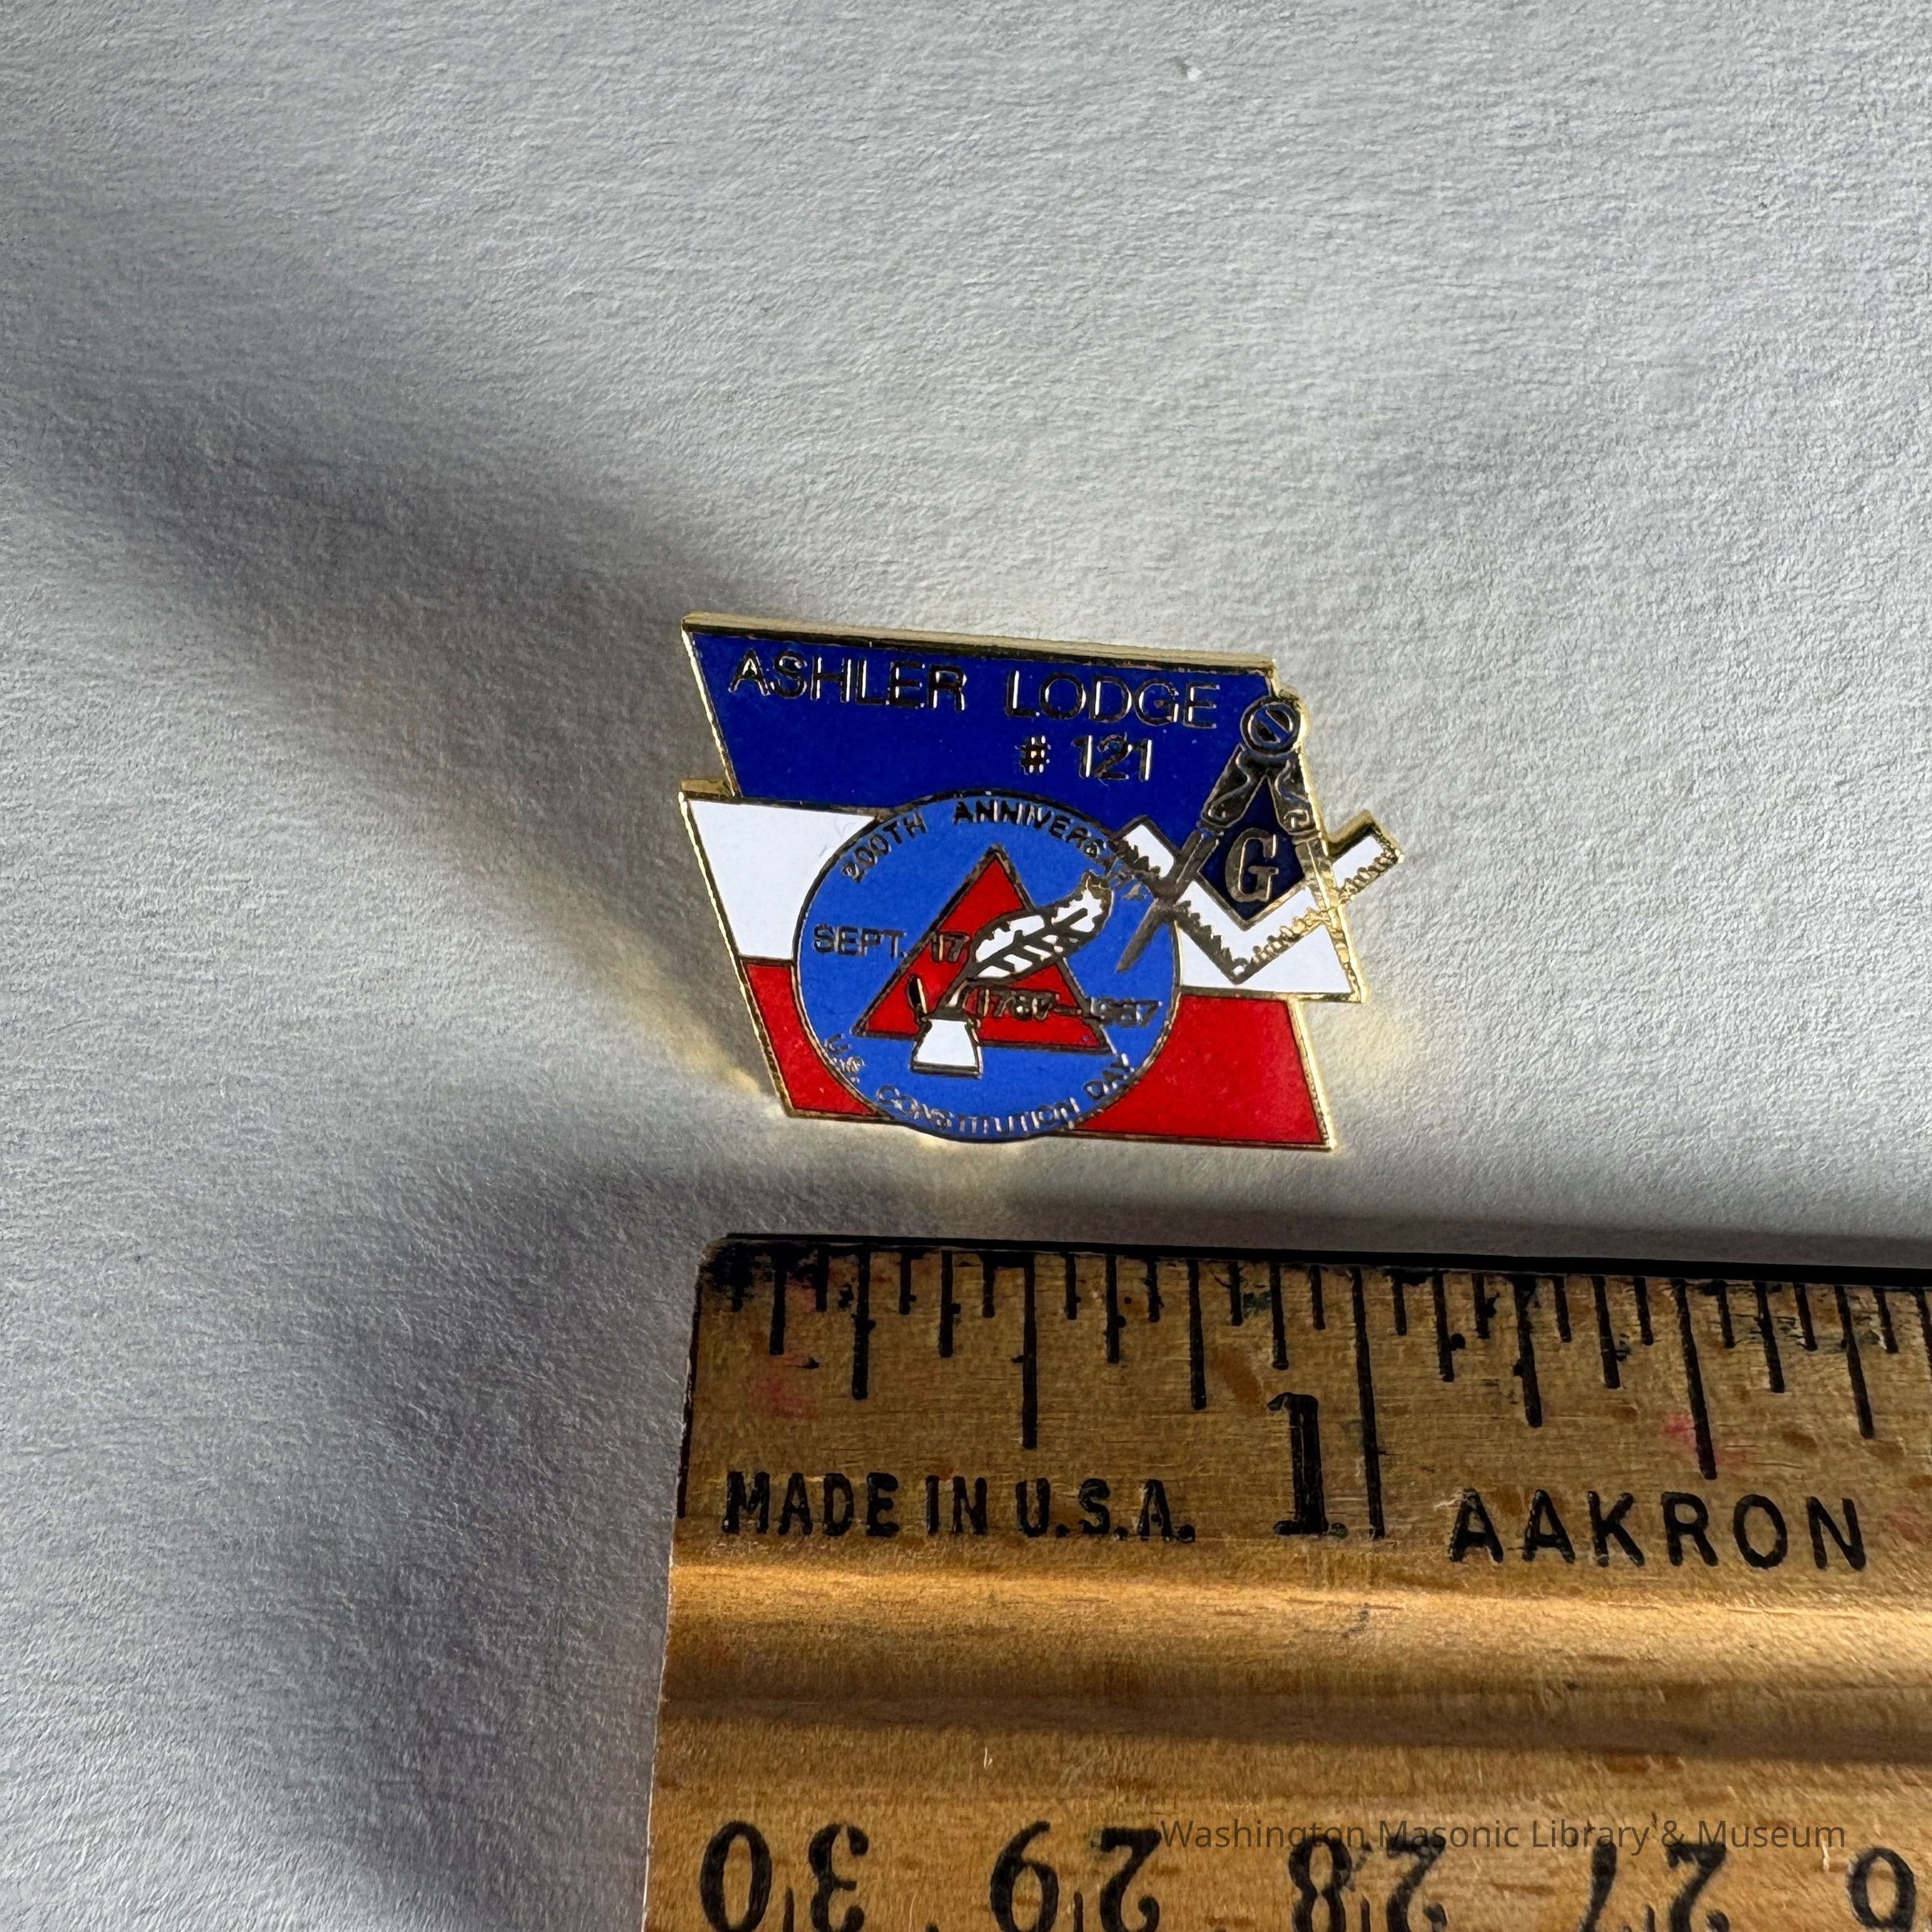 ASHLER LODGE
# 121
G
200TH ANNIVERSARY
SEPT. 17
1787-1987
U.S. CONSTITUTION DAY
1
MADE IN U.S.A.
AAKRON
Washington Masonic Library & Museum
30 29 28 27